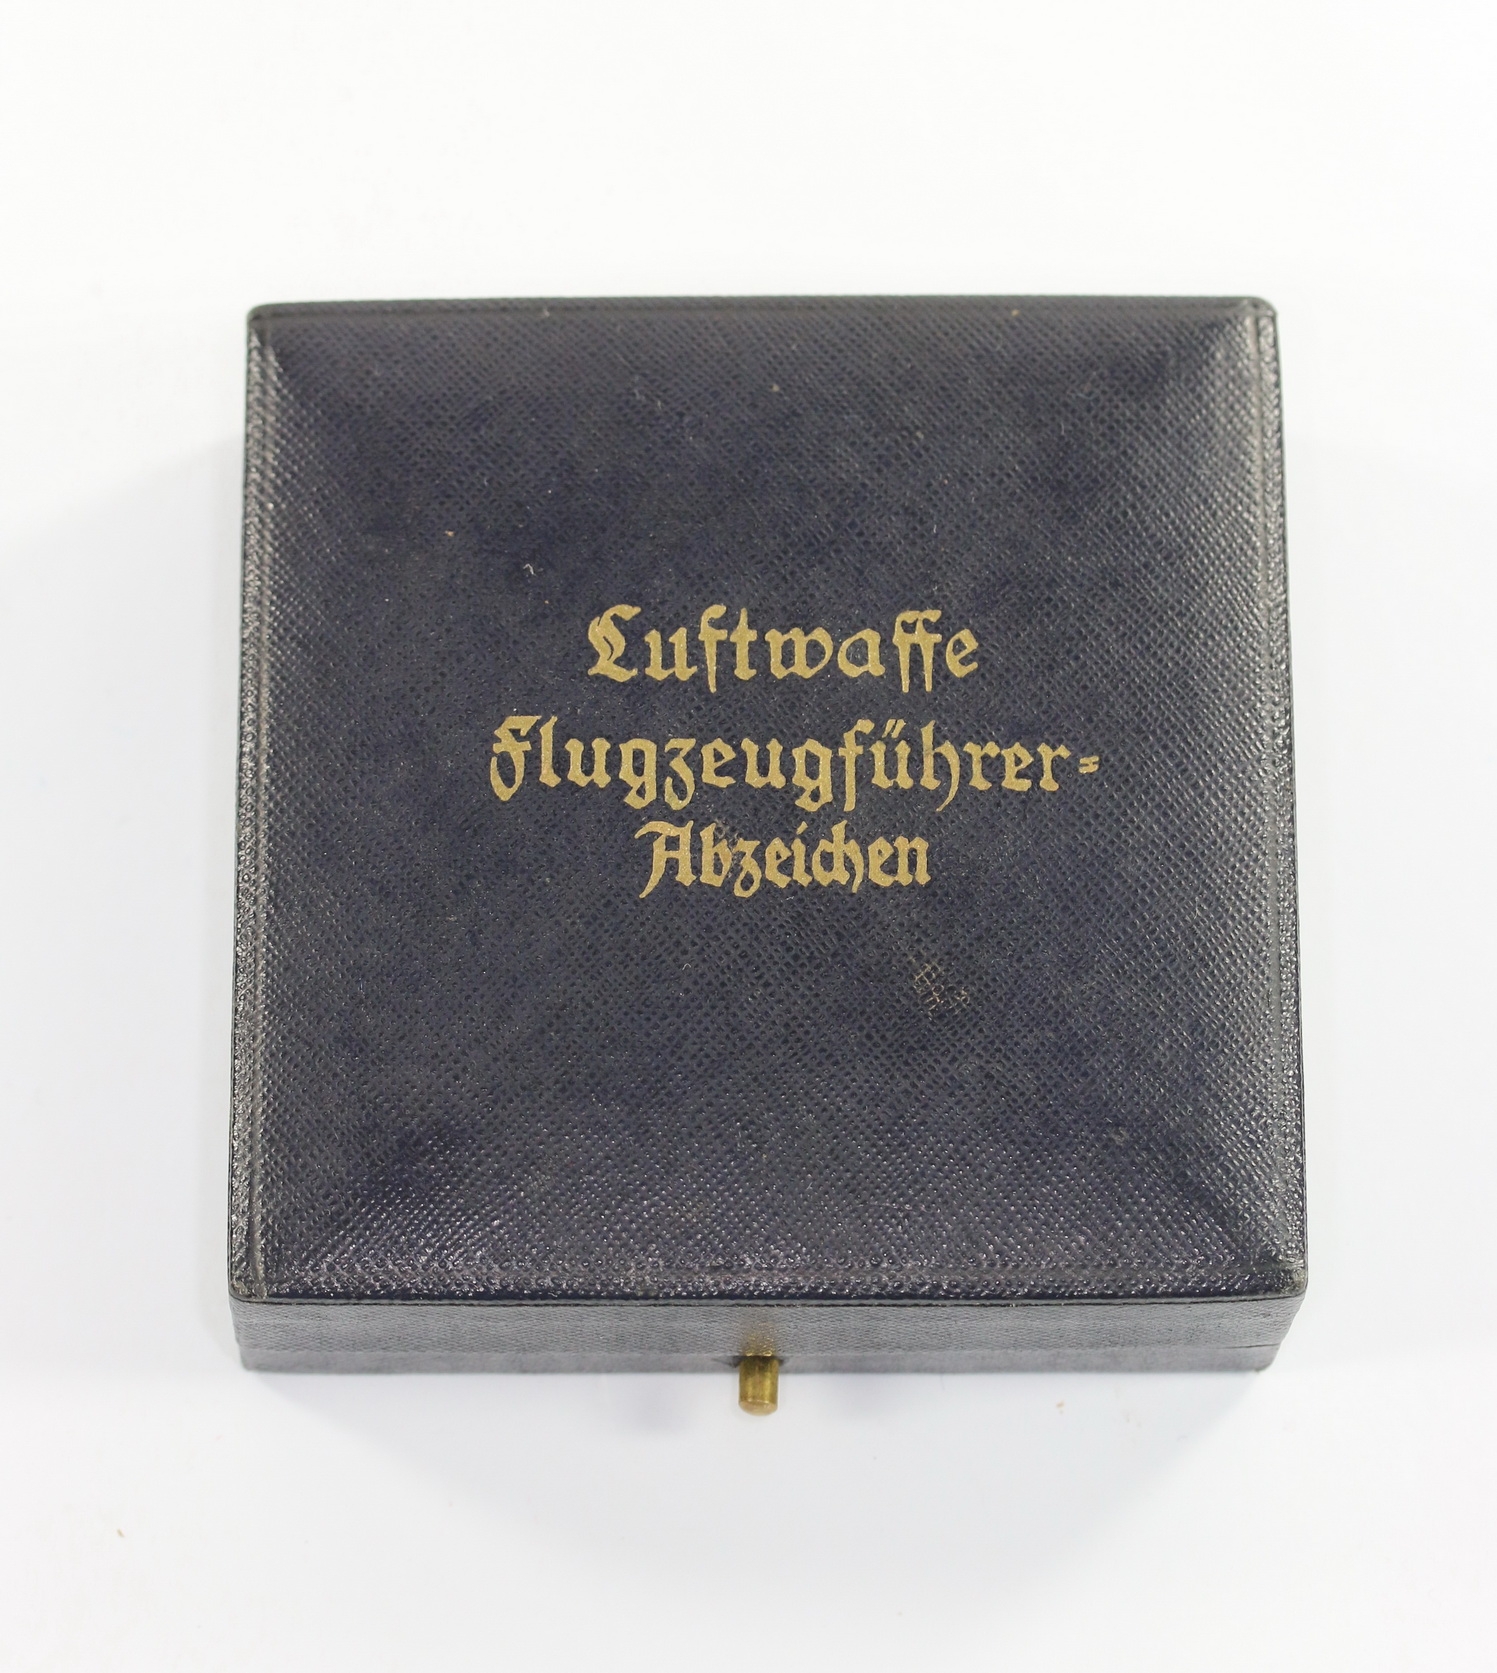 Luftwaffe
Flugzeugführer-
Abzeichen